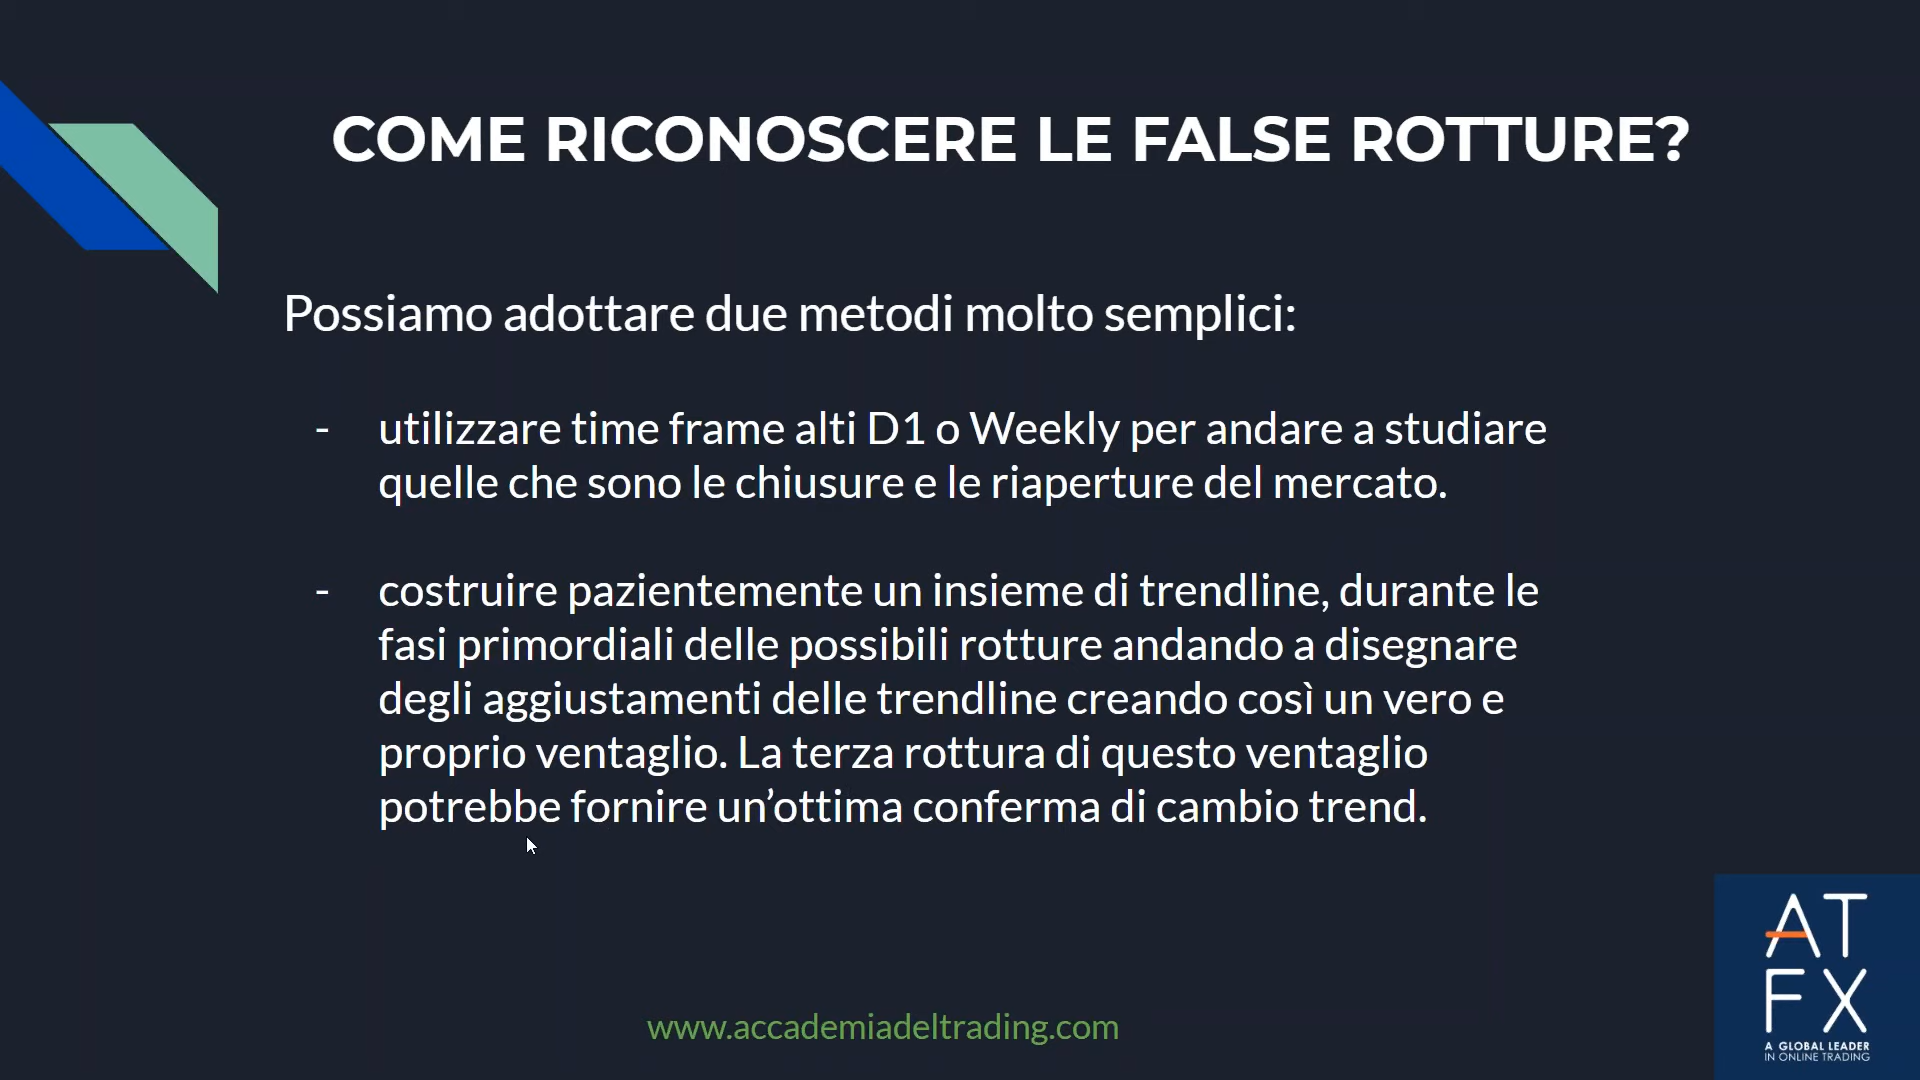 COME RICONOSCERE LE FALSE ROTTURE?
Possiamo adottare due metodi molto semplici:
- utilizzare time frame alti D1 o Weekly per andare a studiare
quelle che sono le chiusure e le riaperture del mercato.
- costruire pazientemente un insieme di trendline, durante le
fasi primordiali delle possibili rotture andando a disegnare
degli aggiustamenti delle trendline creando così un vero e
proprio ventaglio. La terza rottura di questo ventaglio
potrebbe fornire un’ottima conferma di cambio trend.
www.accademiadeltrading.com
AT
FX
A GLOBAL LEADER
IN ONLINE TRADING